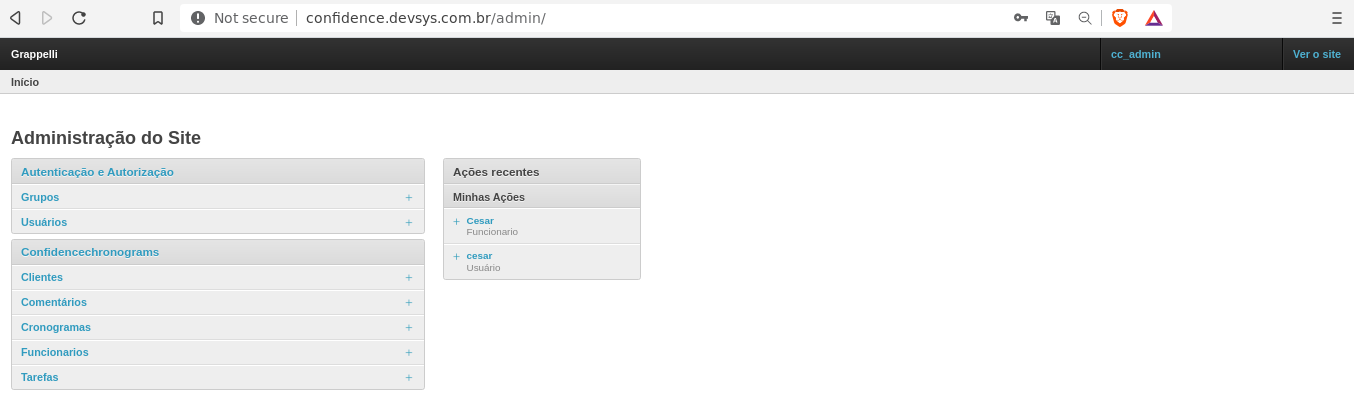 Not secure confidence.devsys.com.br/admin/
Grappelli cc_admin Ver o site
Início
Administração do Site
Autenticação e Autorização
Grupos +
Usuários +
Confidencechronograms
Clientes +
Comentários +
Cronogramas +
Funcionarios +
Tarefas +
Ações recentes
Minhas Ações
+ Cesar
Funcionario
+ cesar
Usuário